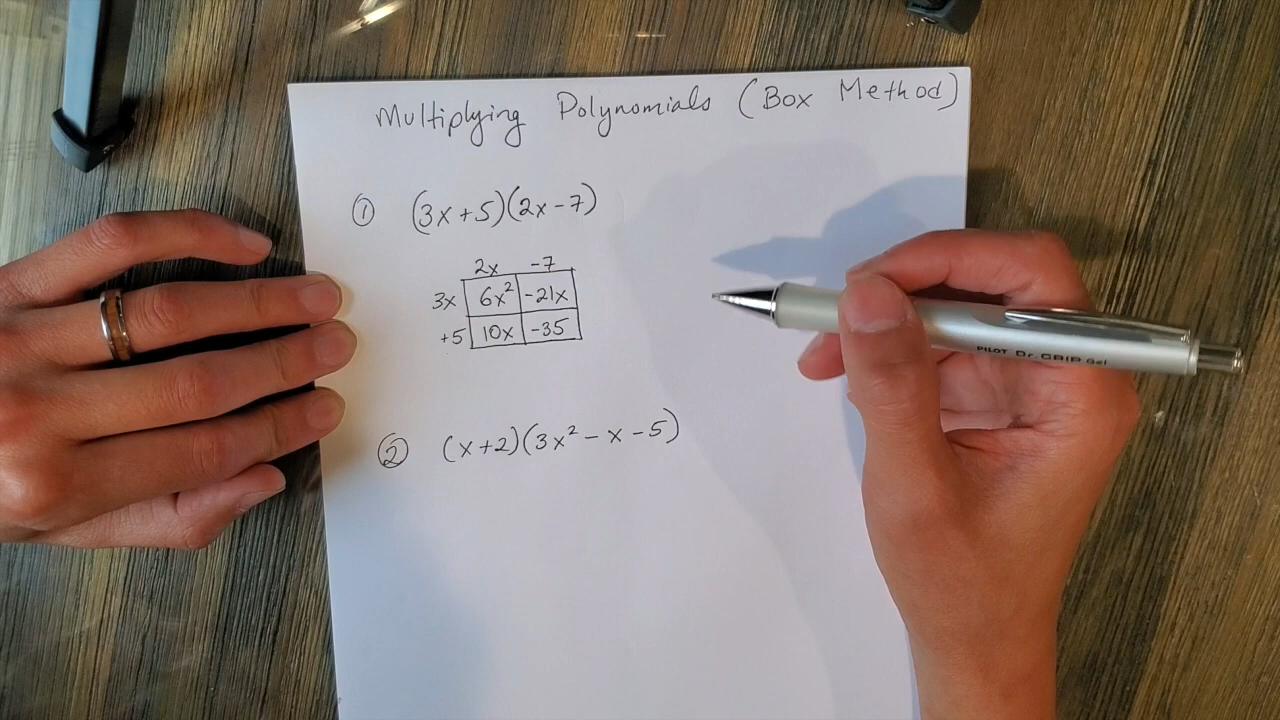 Multiplying Polynomials (Box Method)
① (3x+5)(2x-7)
2x -7
3x 6x² -21x
+5 10x -35
② (x+2)(3x²-x-5)
PILOT Dr. GRIP Gel